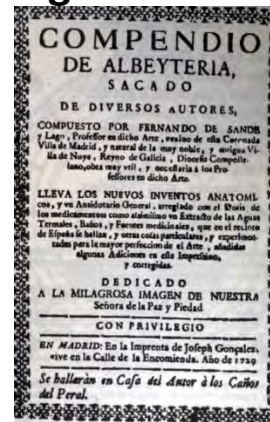 COMPENDIO
DE ALBEYTERIA,
SACADO
DE DIVERSOS AUTORES,
COMPUESTO POR FERNANDO DE SANDE
y Lago, Professor en dicho Arte, vezino de esta Coronada
Villa de Madrid, y natural de la muy noble, y antigua Vi-
lla de Noya, Reyno de Galicia, Diocesis Composte-
lano, obra muy vtil, y necessaria à los Pro-
fessores en dicho Arte.
LLEVA LOS NUEVOS INVENTOS ANATOMI-
cos, y vn Antidotario General, arreglado con el Dosis de
los medicamentos como assimismo vn Extracto de las Aguas
Termales, Baños, y Fuentes medicinales, que en el recinto
de España se hallan, y otras cosas particulares, y experimen-
tadas para la mayor perfeccion de el Arte, añadidas
algunas Adiciones en esta Impression,
y corregidas.
DEDICADO
A LA MILAGROSA IMAGEN DE NUESTRA
Señora de la Paz y Piedad
CON PRIVILEGIO
EN MADRID: En la Imprenta de Joseph Gonçalez,
vive en la Calle de la Encomienda. Año de 1729
Se hallaràn en Casa del Autor à los Caños
del Peral.